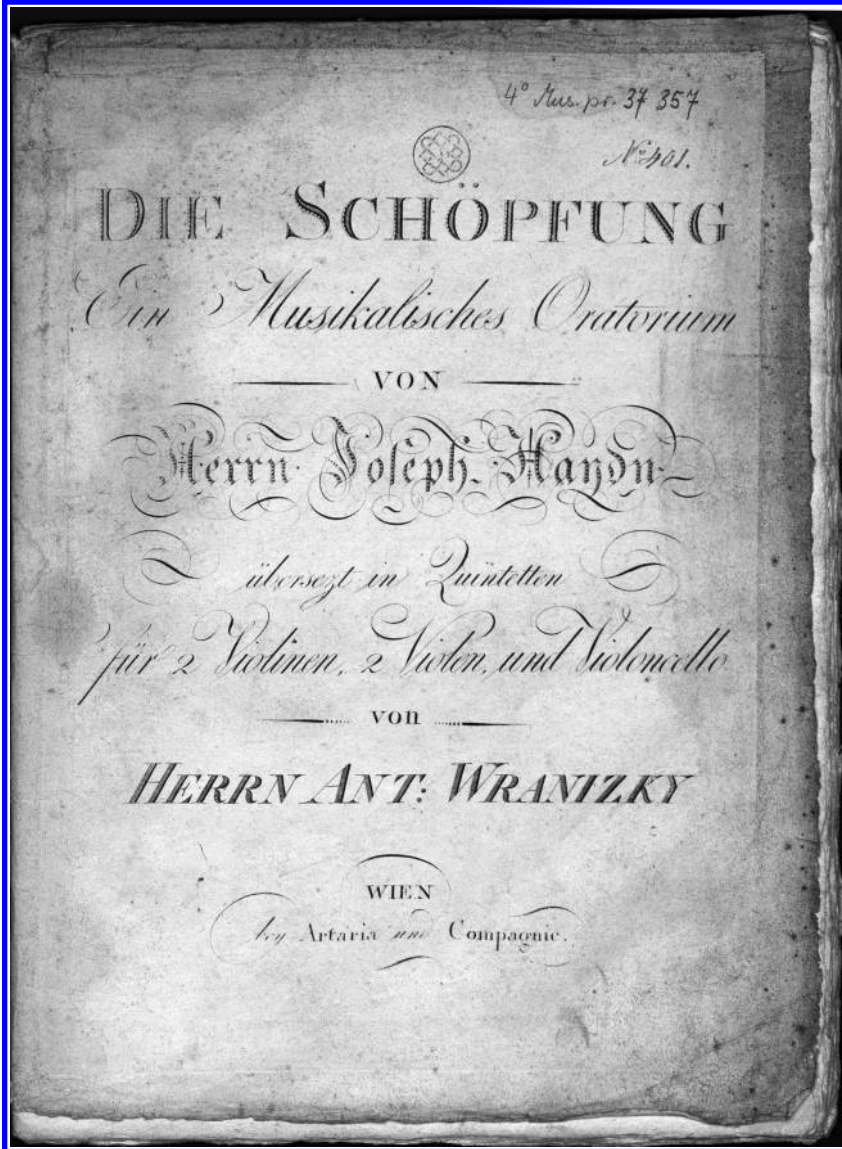 4° Mus. pr. 37 357
N° 401.
DIE SCHÖPFUNG
Ein Musikalisches Oratorium
VON
Herrn Joseph Haydn
übersezt in Quintetten
für 2 Violinen, 2 Violen, und Violoncello
von
HERRN ANT: WRANIZKY
WIEN
bey Artaria und Compagnie.